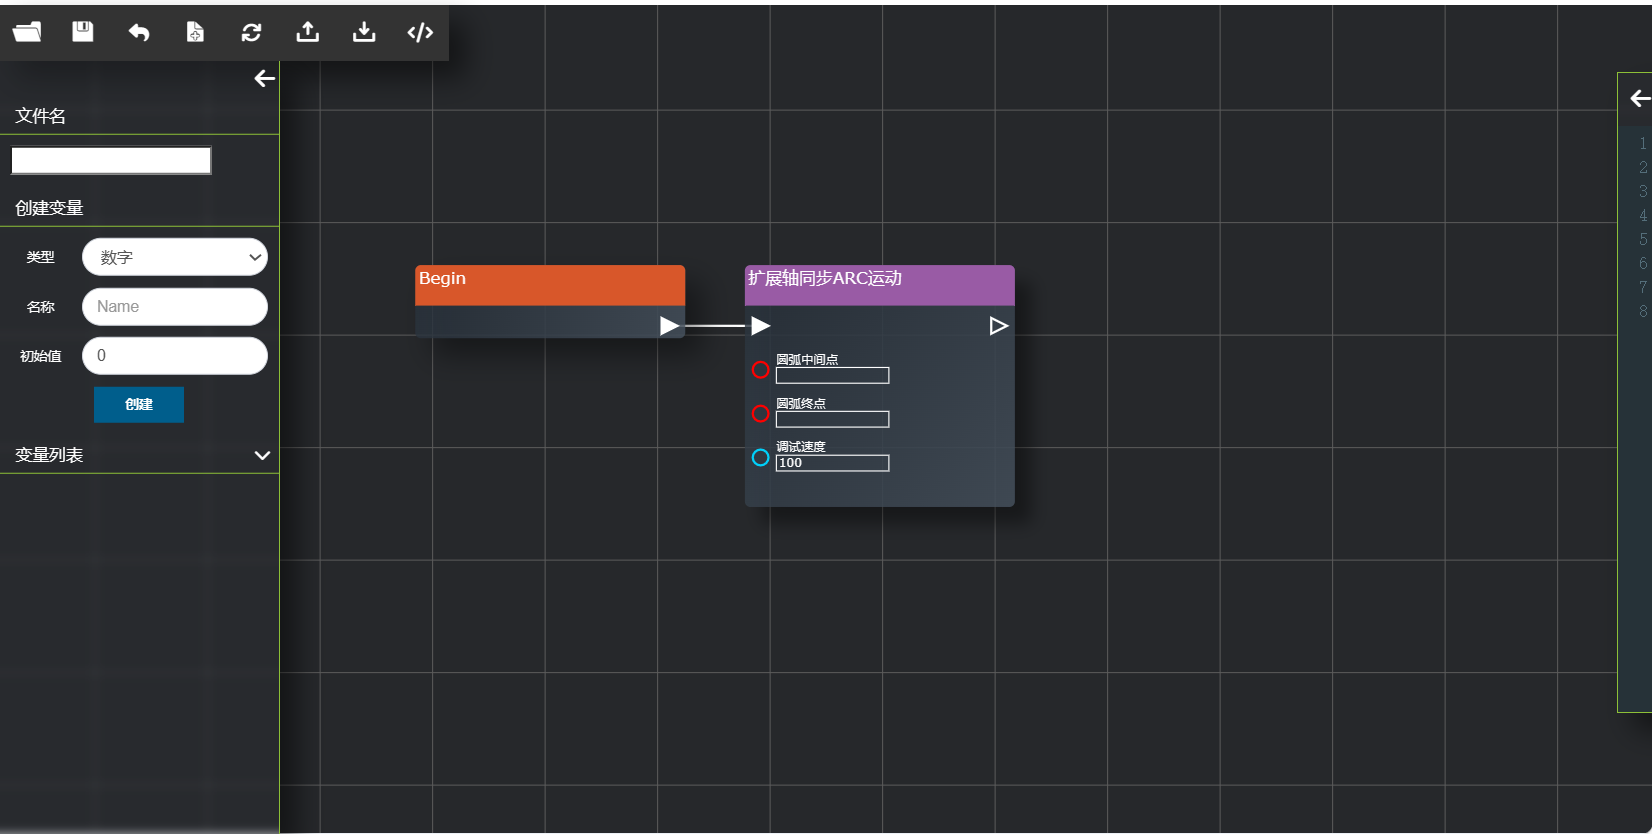 文件名
创建变量
类型
数字
名称
Name
初始值
0
创建
变量列表
Begin
扩展轴同步ARC运动
圆弧中间点
圆弧终点
调试速度
100
1
2
3
4
5
6
7
8